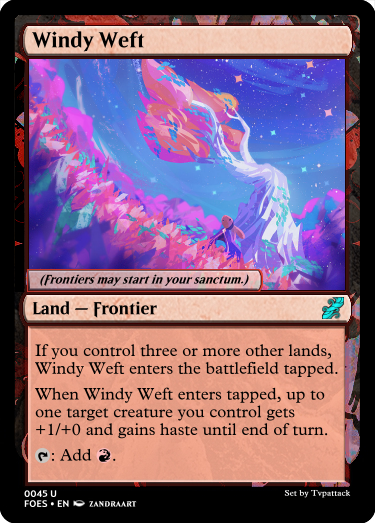 Windy Weft
(Frontiers may start in your sanctum.)
Land — Frontier
If you control three or more other lands,
Windy Weft enters the battlefield tapped.
When Windy Weft enters tapped, up to
one target creature you control gets
+1/+0 and gains haste until end of turn.
: Add .
0045 U
Set by Tvpattack
FOES • EN ZANDRAART